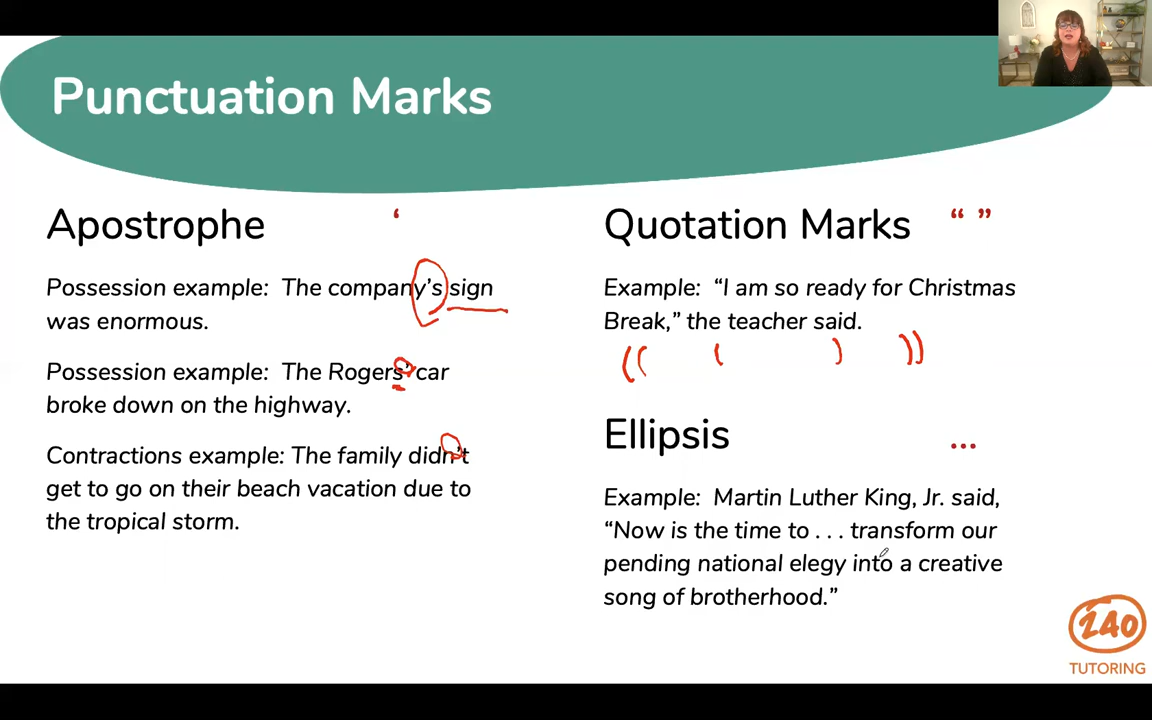 Punctuation Marks
Apostrophe ‘
Possession example: The company’s sign
was enormous.
Possession example: The Rogers’ car
broke down on the highway.
Contractions example: The family didn’t
get to go on their beach vacation due to
the tropical storm.
Quotation Marks “ ”
Example: “I am so ready for Christmas
Break,” the teacher said.
Ellipsis ...
Example: Martin Luther King, Jr. said,
“Now is the time to . . . transform our
pending national elegy into a creative
song of brotherhood.”
240
TUTORING